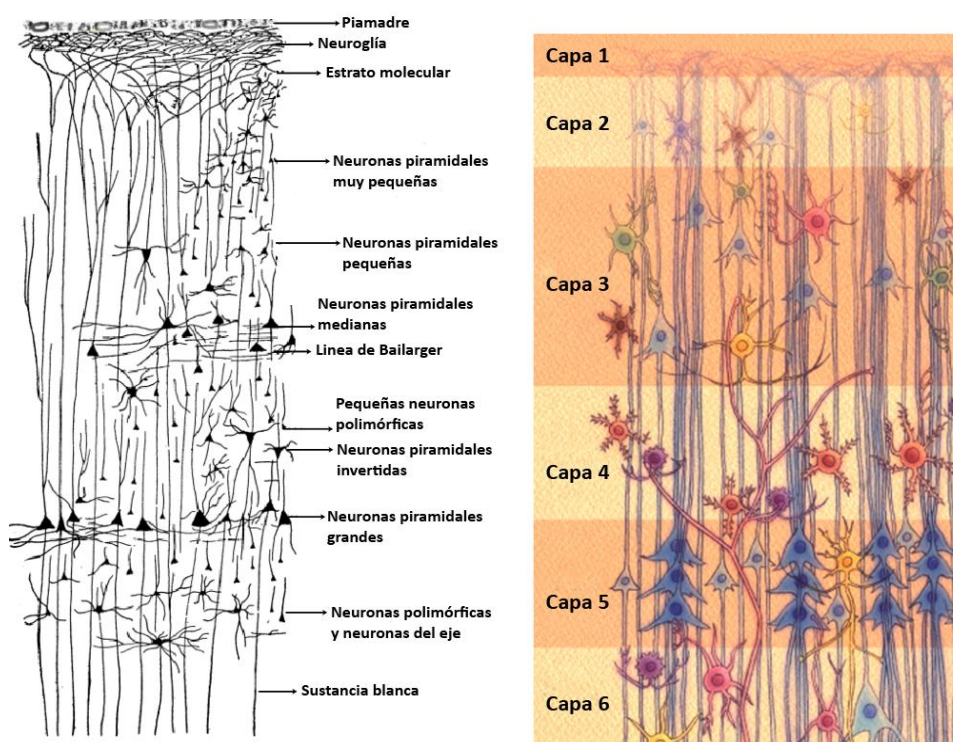 Piamadre
Neuroglía
Estrato molecular
Neuronas piramidales
muy pequeñas
Neuronas piramidales
pequeñas
Neuronas piramidales
medianas
Linea de Bailarger
Pequeñas neuronas
polimórficas
Neuronas piramidales
invertidas
Neuronas piramidales
grandes
Neuronas polimórficas
y neuronas del eje
Sustancia blanca
Capa 1
Capa 2
Capa 3
Capa 4
Capa 5
Capa 6